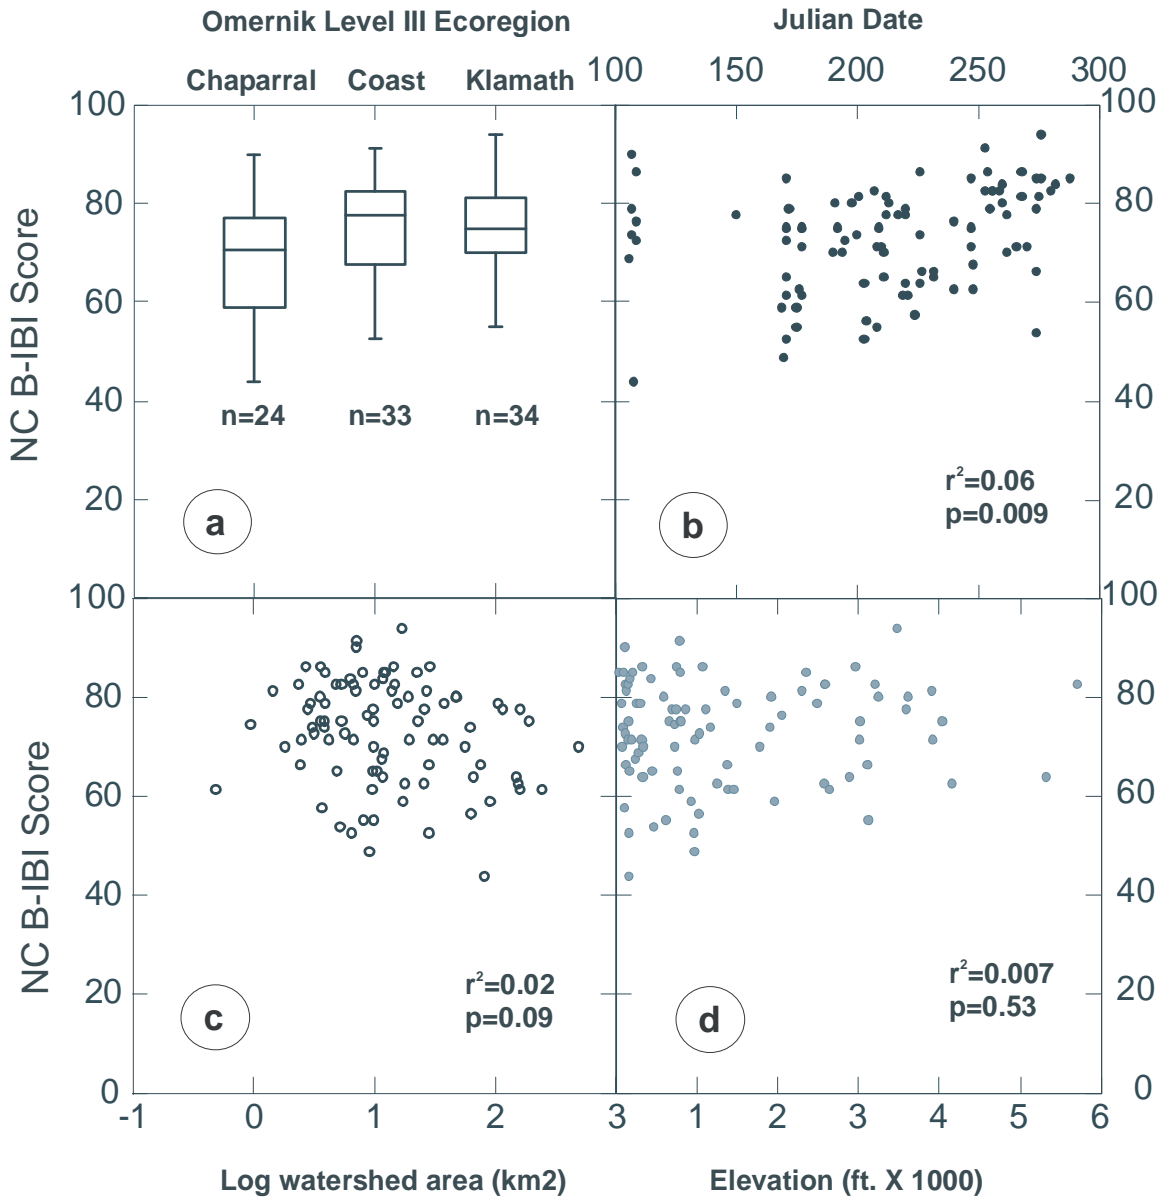 Omernik Level III Ecoregion
Julian Date
Chaparral Coast Klamath
100 150 200 250 300
100
100
80
80
60
60
40
40
20
20
NC B-IBI Score
n=24 n=33 n=34
r²=0.06
p=0.009
a
b
100
100
80
80
60
60
40
40
20
20
0
0
NC B-IBI Score
r²=0.02
p=0.09
r²=0.007
p=0.53
c
d
-1 0 1 2 3 1 2 3 4 5 6
Log watershed area (km2)
Elevation (ft. X 1000)